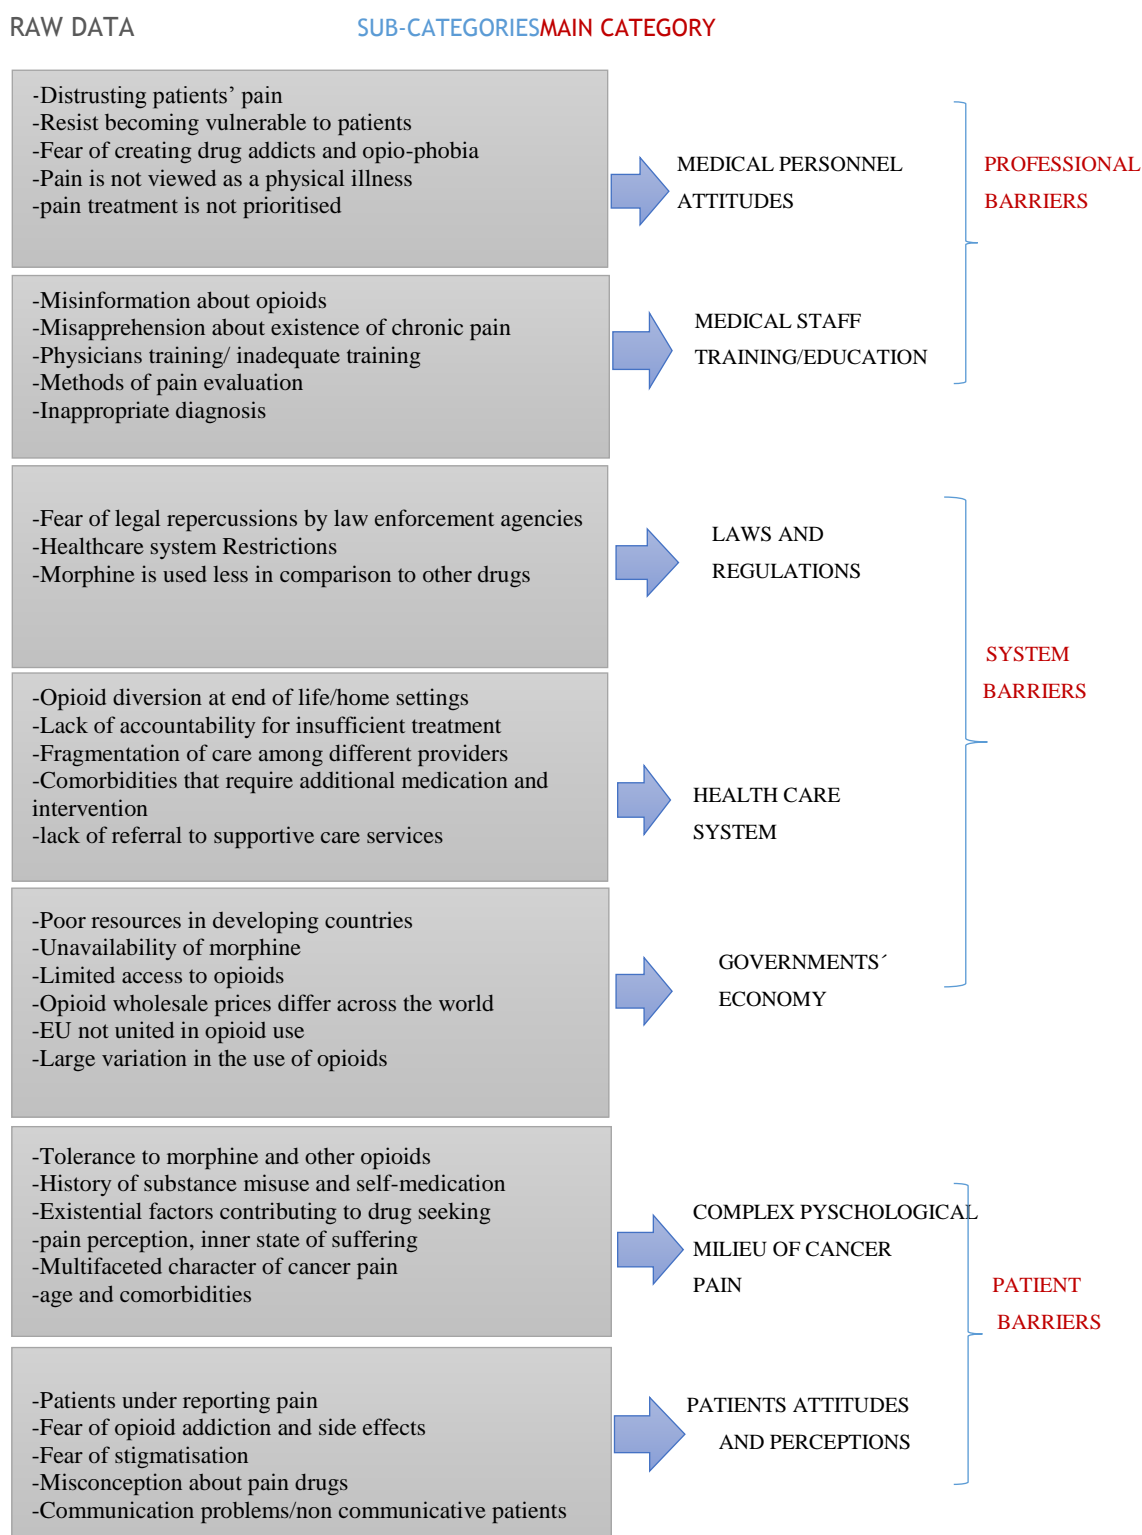 RAW DATA
SUB-CATEGORIES MAIN CATEGORY
-Distrusting patients’ pain
-Resist becoming vulnerable to patients
-Fear of creating drug addicts and opio-phobia
-Pain is not viewed as a physical illness
-pain treatment is not prioritised
MEDICAL PERSONNEL
ATTITUDES
PROFESSIONAL
BARRIERS
-Misinformation about opioids
-Misapprehension about existence of chronic pain
-Physicians training/ inadequate training
-Methods of pain evaluation
-Inappropriate diagnosis
MEDICAL STAFF
TRAINING/EDUCATION
-Fear of legal repercussions by law enforcement agencies
-Healthcare system Restrictions
-Morphine is used less in comparison to other drugs
LAWS AND
REGULATIONS
SYSTEM
BARRIERS
-Opioid diversion at end of life/home settings
-Lack of accountability for insufficient treatment
-Fragmentation of care among different providers
-Comorbidities that require additional medication and
intervention
-lack of referral to supportive care services
HEALTH CARE
SYSTEM
-Poor resources in developing countries
-Unavailability of morphine
-Limited access to opioids
-Opioid wholesale prices differ across the world
-EU not united in opioid use
-Large variation in the use of opioids
GOVERNMENTS´
ECONOMY
-Tolerance to morphine and other opioids
-History of substance misuse and self-medication
-Existential factors contributing to drug seeking
-pain perception, inner state of suffering
-Multifaceted character of cancer pain
-age and comorbidities
COMPLEX PYSCHOLOGICAL
MILIEU OF CANCER
PAIN
PATIENT
BARRIERS
-Patients under reporting pain
-Fear of opioid addiction and side effects
-Fear of stigmatisation
-Misconception about pain drugs
-Communication problems/non communicative patients
PATIENTS ATTITUDES
AND PERCEPTIONS